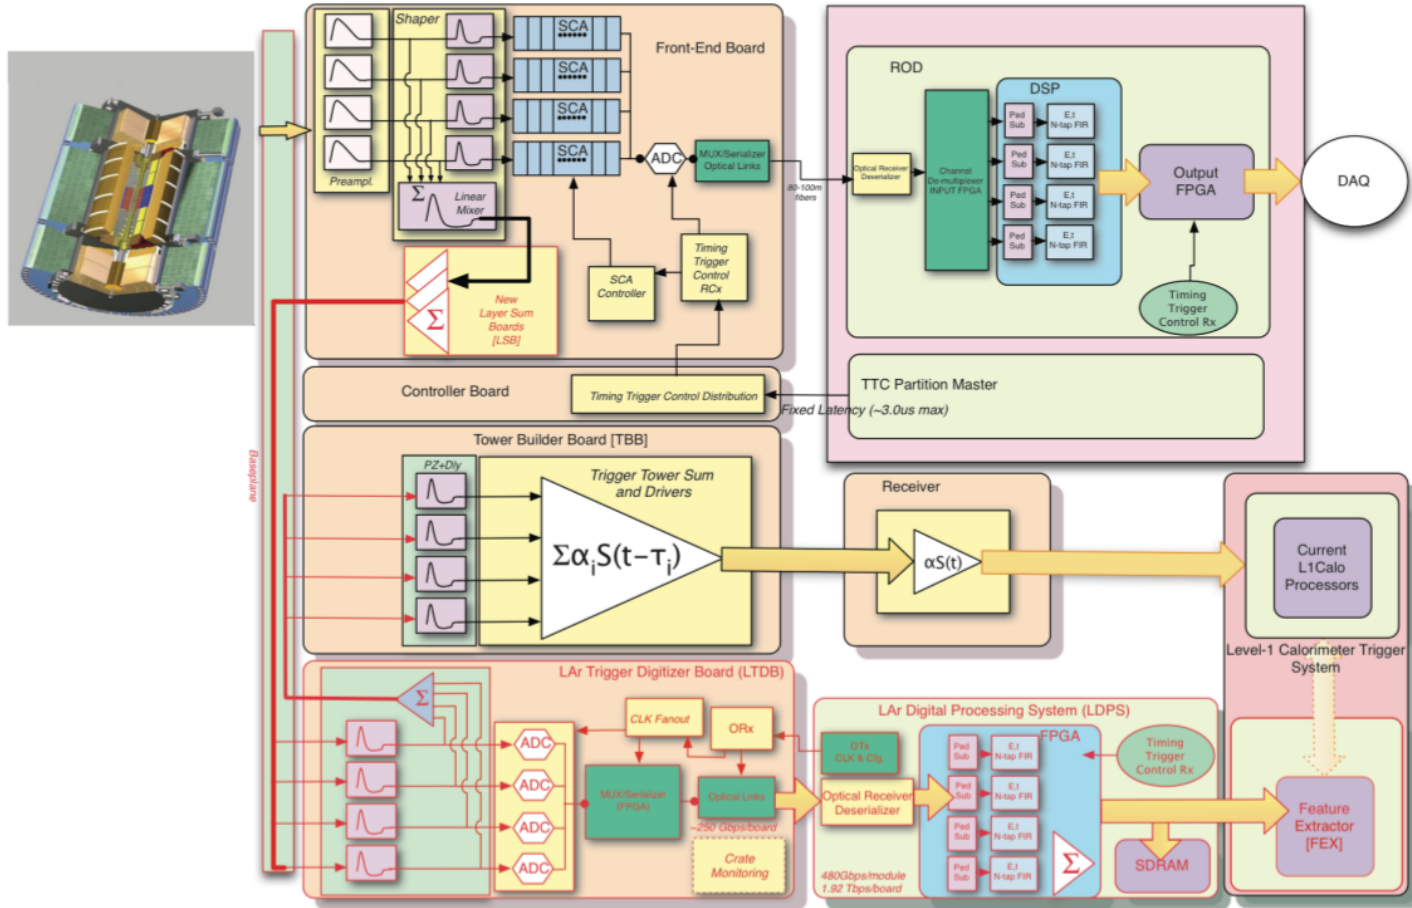 Shaper
SCA
SCA
SCA
SCA
Front-End Board
Preampl.
Σ
Linear
Mixer
ADC
MUX/Serializer
Optical Links
80-100m
fibers
New
Layer Sum
Boards
[LSB]
Σ
SCA
Controller
Timing
Trigger
Control
RCx
ROD
Optical Receiver
Deserializer
Channel
De-multiplexer
INPUT FPGA
DSP
Ped
Sub
E,t
N-tap FIR
Ped
Sub
E,t
N-tap FIR
Ped
Sub
E,t
N-tap FIR
Ped
Sub
E,t
N-tap FIR
Output
FPGA
DAQ
Timing
Trigger
Control Rx
Controller Board
Timing Trigger Control Distribution
TTC Partition Master
Fixed Latency (~3.0us max)
Baseplane
Tower Builder Board [TBB]
PZ+Dly
Trigger Tower Sum
and Drivers
Σα_iS(t−τ_i)
Receiver
αS(t)
Current
L1Calo
Processors
Level-1 Calorimeter Trigger
System
LAr Trigger Digitizer Board (LTDB)
Σ
ADC
ADC
ADC
ADC
CLK Fanout
ORx
MUX/Serializer
(FPGA)
Optical Links
~250 Gbps/board
Crate
Monitoring
LAr Digital Processing System (LDPS)
OTx
CLK & Cfg
Optical Receiver
Deserializer
480Gbps/module
1.92 Tbps/board
FPGA
Ped
Sub
E,t
N-tap FIR
Ped
Sub
E,t
N-tap FIR
Ped
Sub
E,t
N-tap FIR
Ped
Sub
E,t
N-tap FIR
Σ
Timing
Trigger
Control Rx
SDRAM
Feature
Extractor
[FEX]